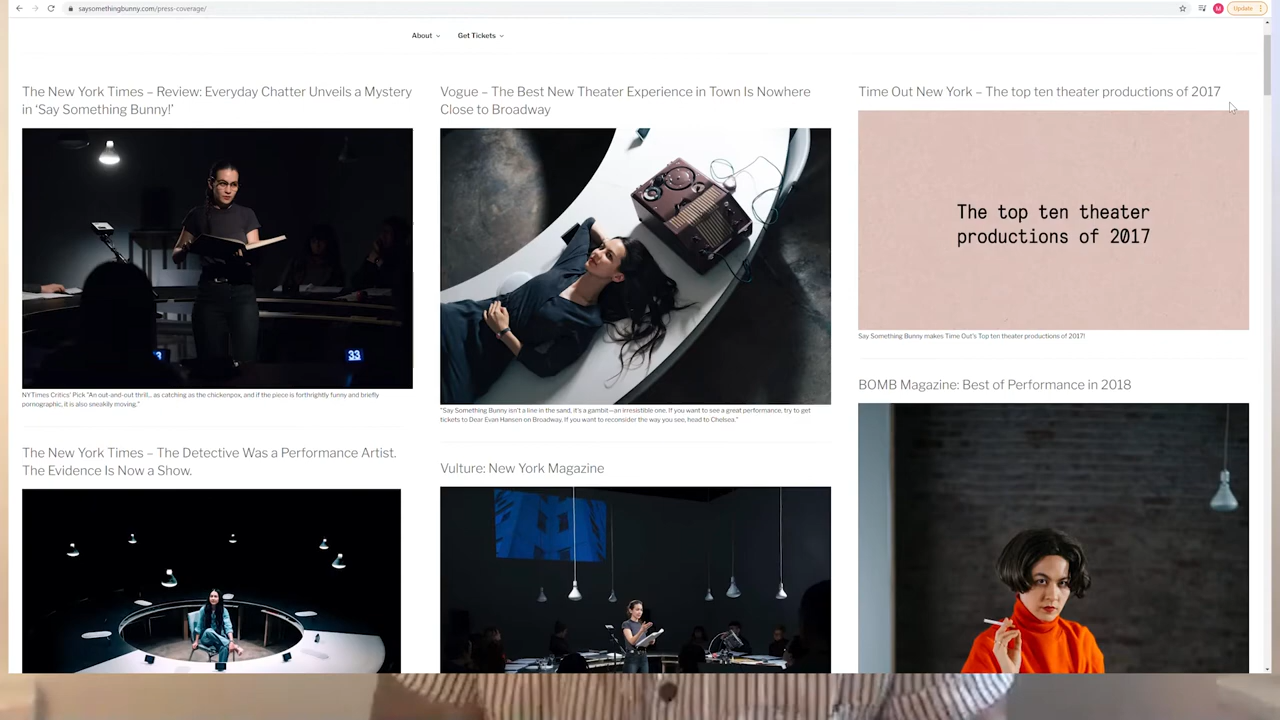 saysomethingbunny.com/press-coverage/
M
Update
About
Get Tickets
The New York Times – Review: Everyday Chatter Unveils a Mystery
in ‘Say Something Bunny!’
NYTimes Critics' Pick "An out-and-out thrill... as catching as the chickenpox, and if the piece is forthrightly funny and briefly
pornographic, it is also sneakily moving."
The New York Times – The Detective Was a Performance Artist.
The Evidence Is Now a Show.
Vogue – The Best New Theater Experience in Town Is Nowhere
Close to Broadway
"Say Something Bunny isn't a line in the sand, it's a gambit—an irresistible one. If you want to see a great performance, try to get
tickets to Dear Evan Hansen on Broadway. If you want to reconsider the way you see, head to Chelsea."
Vulture: New York Magazine
Time Out New York – The top ten theater productions of 2017
The top ten theater
productions of 2017
Say Something Bunny makes Time Out's Top ten theater productions of 2017!
BOMB Magazine: Best of Performance in 2018
33